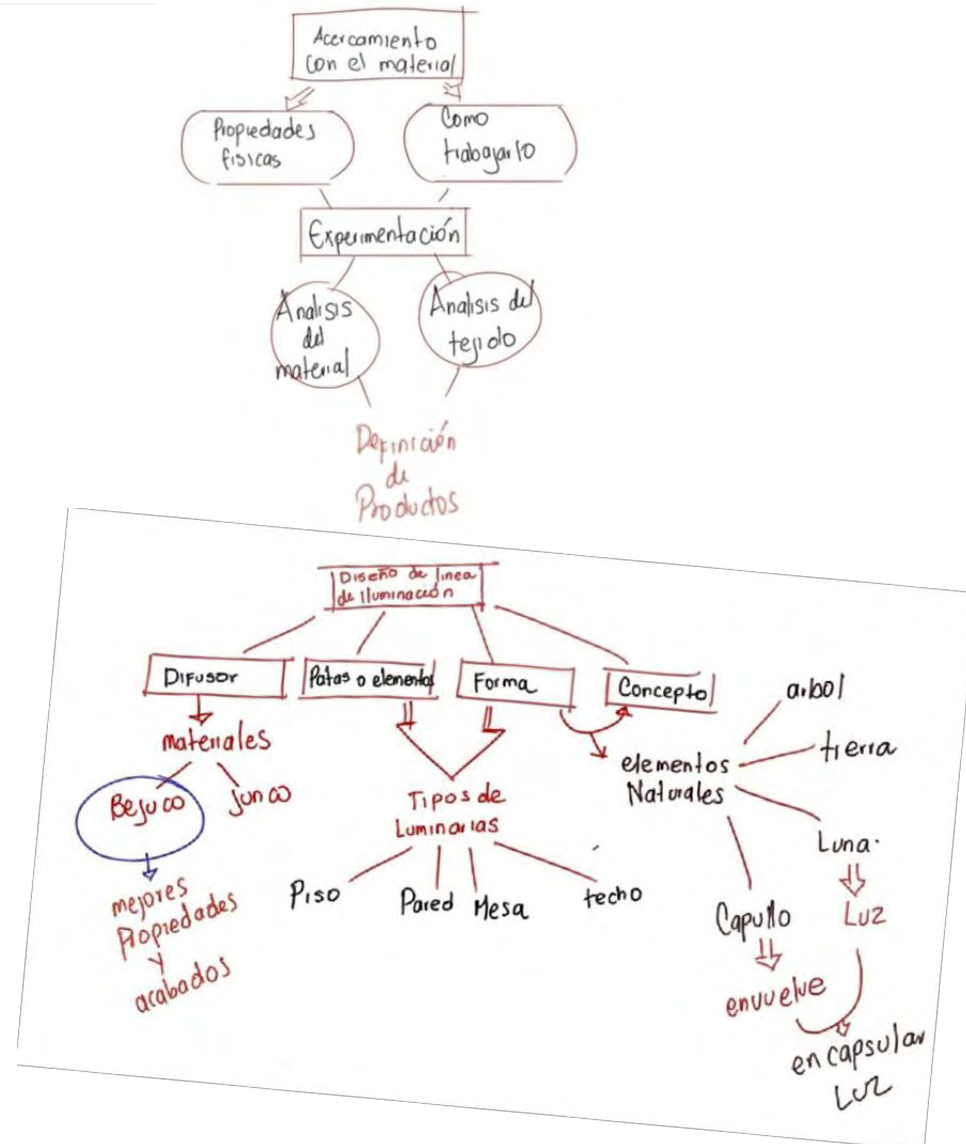 Acercamiento
con el material
Propiedades
fisicas
Como
trabajarlo
Experimentación
Analisis
del
material
Analisis del
tejido
Definición
de
Productos
Diseño de linea
de iluminación
Difusor
Patas o elementos
Forma
Concepto
materiales
Bejuco
junco
mejores
Propiedades
y
acabados
Tipos de
Luminarias
Piso
Pared
Mesa
techo
elementos
Naturales
arbol
tierra
Luna.
Luz
Capullo
envuelve
encapsular
Luz